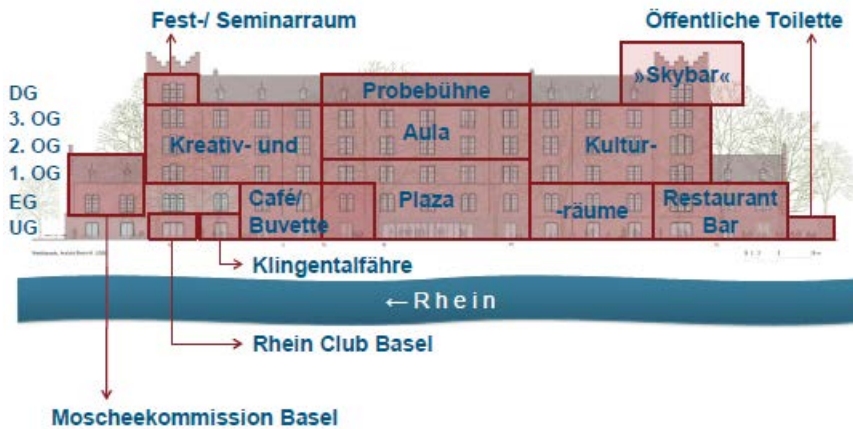 Fest-/ Seminarraum
Öffentliche Toilette
»Skybar«
DG
Probebühne
3. OG
Aula
2. OG
Kreativ- und
Kultur-
1. OG
EG
Café/
Buvette
Plaza
-räume
Restaurant
Bar
UG
Klingentalfähre
←Rhein
Rhein Club Basel
Moscheekommission Basel